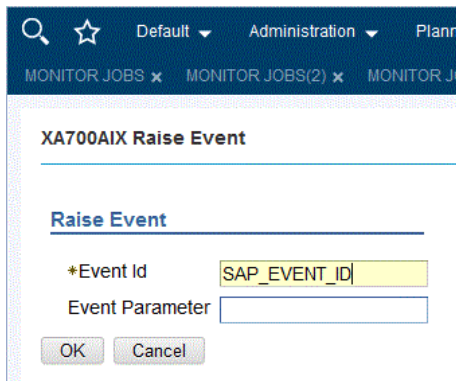 Default Administration Plann
MONITOR JOBS x MONITOR JOBS(2) x MONITOR JO
XA700AIX Raise Event
Raise Event
*Event Id SAP_EVENT_ID
Event Parameter
OK Cancel